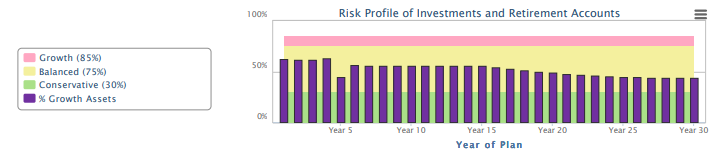 Risk Profile of Investments and Retirement Accounts
100%
50%
0%
Growth (85%)
Balanced (75%)
Conservative (30%)
% Growth Assets
Year 5
Year 10
Year 15
Year 20
Year 25
Year 30
Year of Plan